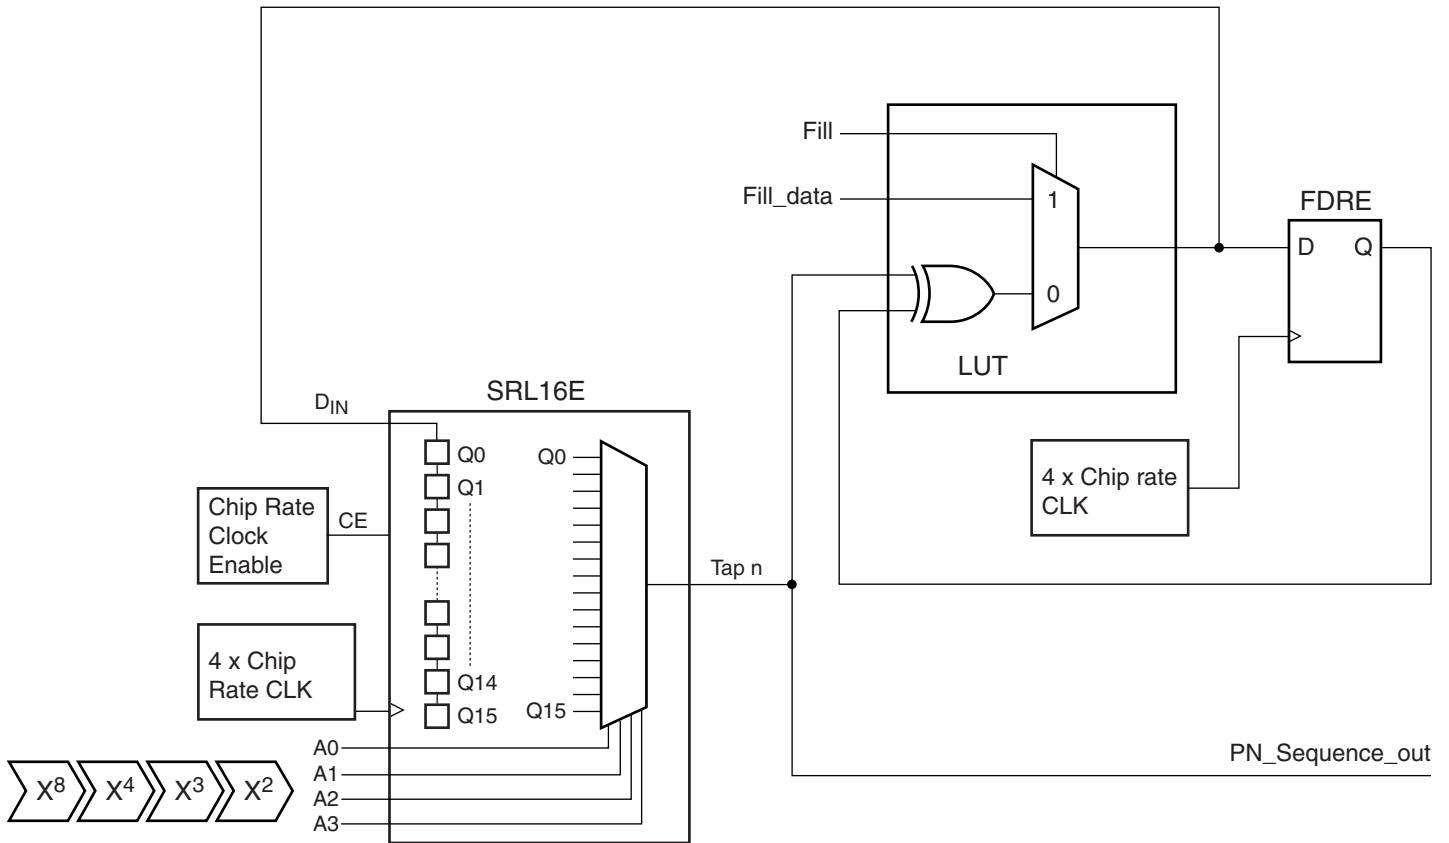 Fill
Fill_data
1
0
LUT
FDRE
D Q
4 x Chip rate
CLK
SRL16E
DIN
Q0
Q1
Q14
Q15
Q0
Q15
Chip Rate
Clock
Enable
CE
4 x Chip
Rate CLK
Tap n
A0
A1
A2
A3
X8 X4 X3 X2
PN_Sequence_out